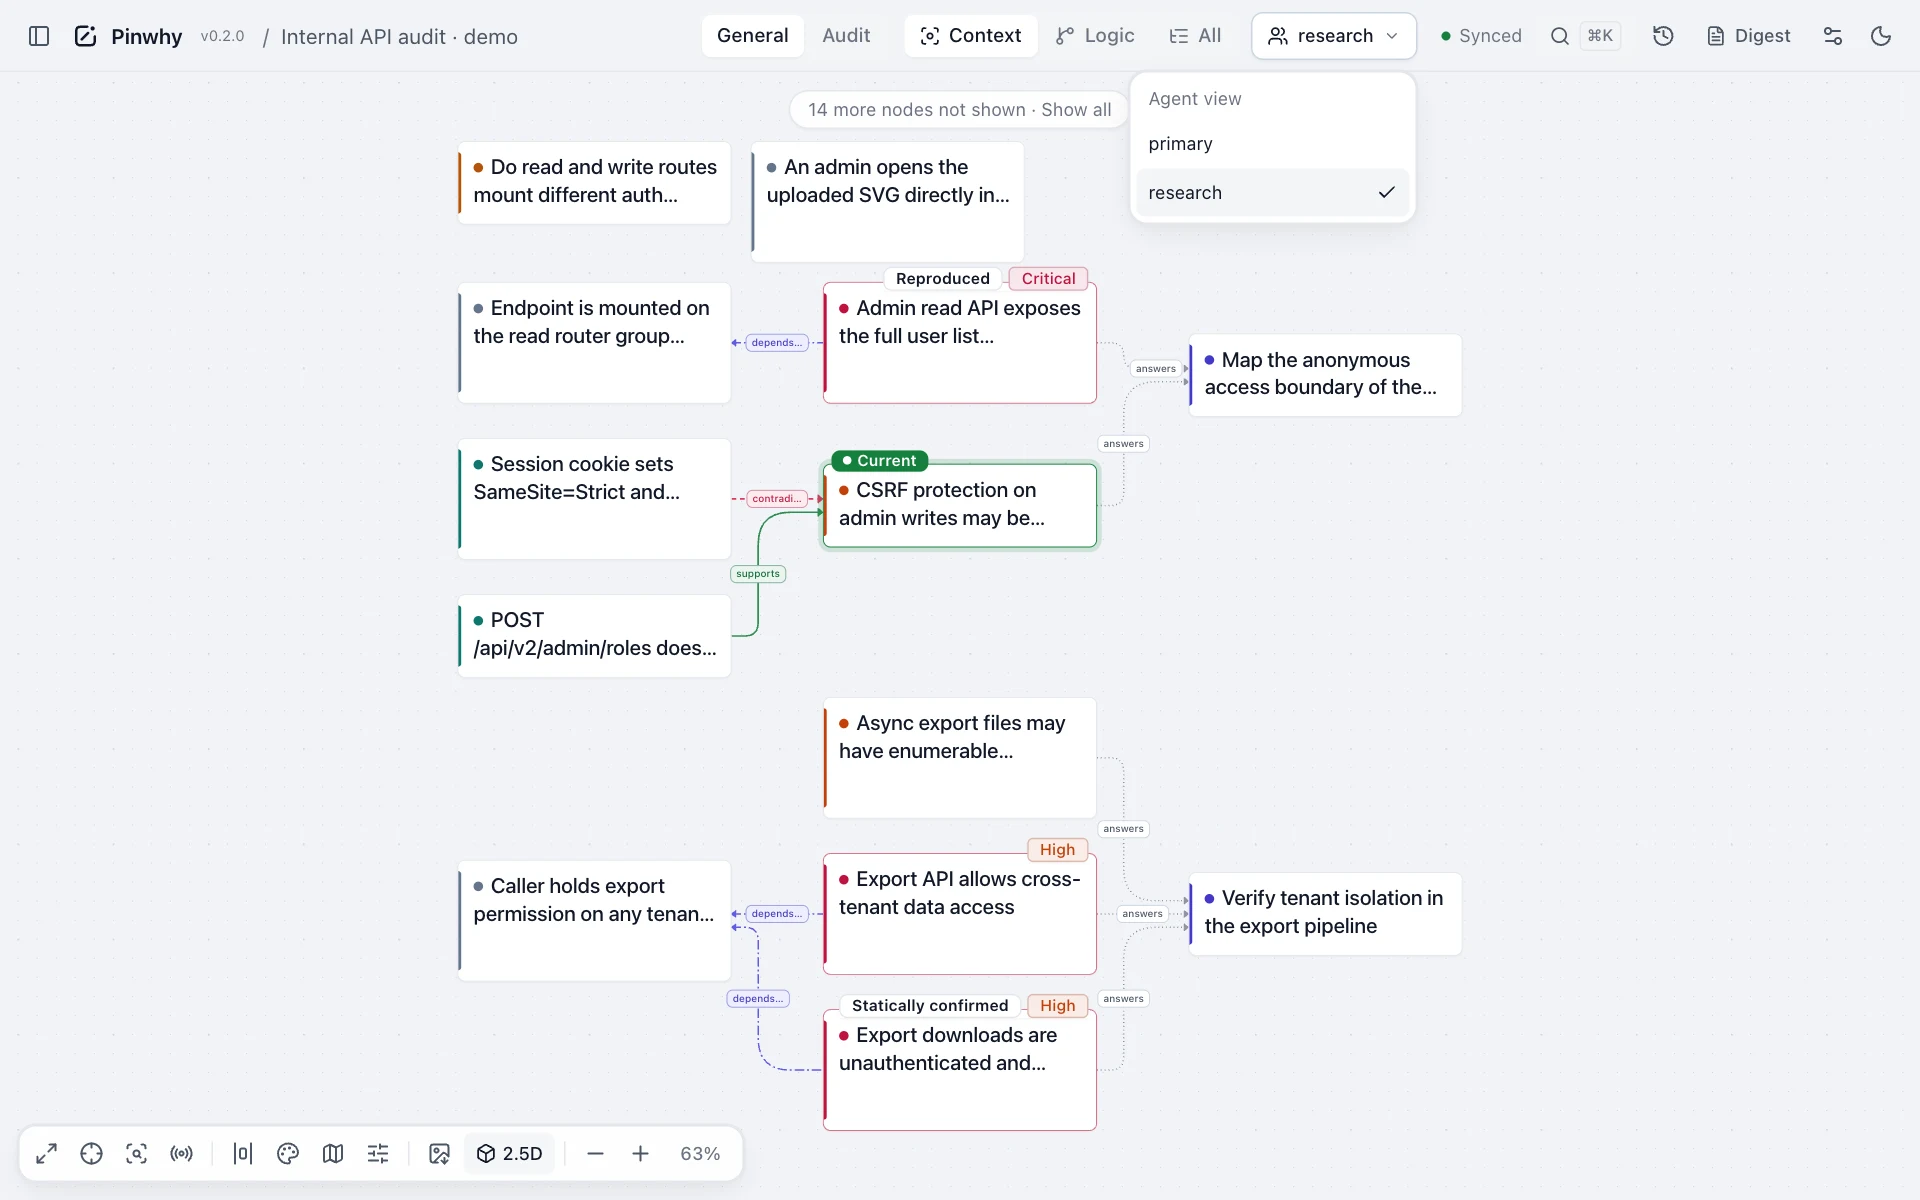 Pinwhy v0.2.0 / Internal API audit · demo
General Audit Context Logic All research Synced ⌘K Digest
14 more nodes not shown · Show all
Agent view
primary
research
Do read and write routes
mount different auth...
An admin opens the
uploaded SVG directly in...
Endpoint is mounted on
the read router group...
depends...
Reproduced Critical
Admin read API exposes
the full user list...
answers
Map the anonymous
access boundary of the...
answers
Session cookie sets
SameSite=Strict and...
contradi...
Current
CSRF protection on
admin writes may be...
supports
POST
/api/v2/admin/roles does...
Async export files may
have enumerable...
answers
High
Caller holds export
permission on any tenan...
depends...
Export API allows cross-
tenant data access
answers
Verify tenant isolation in
the export pipeline
depends...
Statically confirmed High
answers
Export downloads are
unauthenticated and...
2.5D 63%